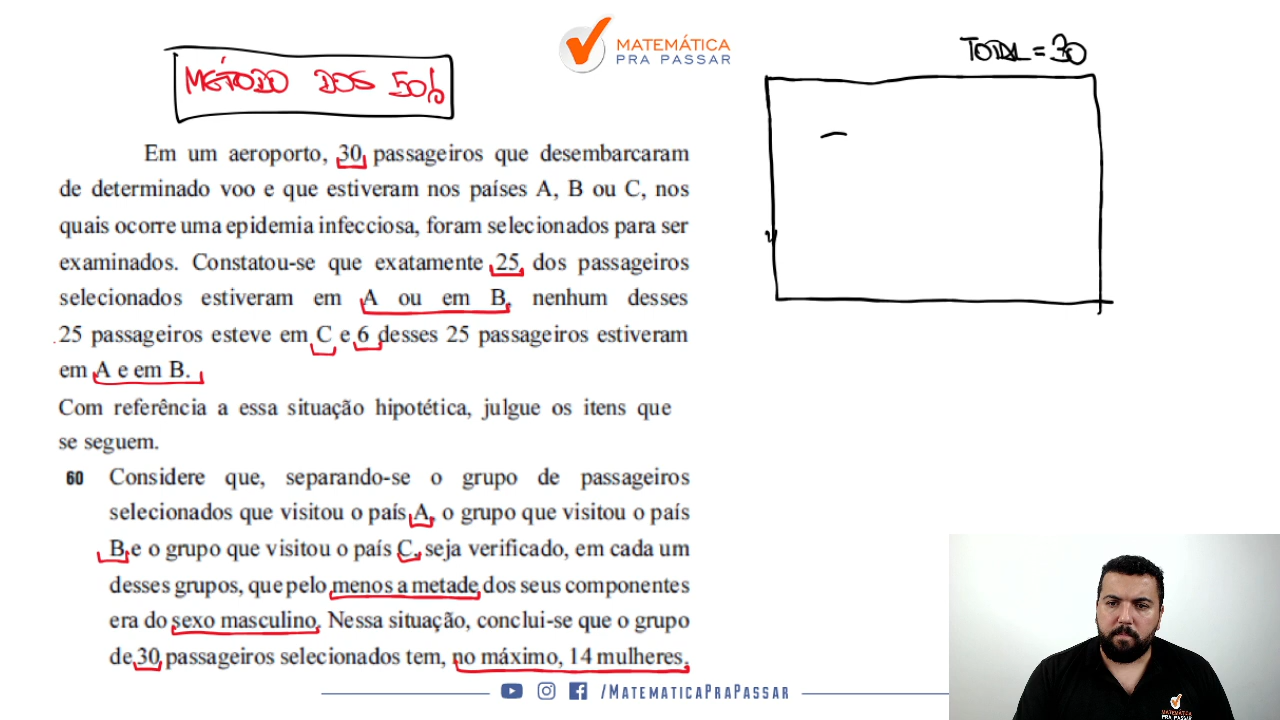 MATEMÁTICA
PRA PASSAR
TOTAL = 30
MÉTODO DOS 50%
Em um aeroporto, 30 passageiros que desembarcaram
de determinado voo e que estiveram nos países A, B ou C, nos
quais ocorre uma epidemia infecciosa, foram selecionados para ser
examinados. Constatou-se que exatamente 25 dos passageiros
selecionados estiveram em A ou em B, nenhum desses
25 passageiros esteve em C e 6 desses 25 passageiros estiveram
em A e em B.
Com referência a essa situação hipotética, julgue os itens que
se seguem.
60 Considere que, separando-se o grupo de passageiros
selecionados que visitou o país A, o grupo que visitou o país
B e o grupo que visitou o país C, seja verificado, em cada um
desses grupos, que pelo menos a metade dos seus componentes
era do sexo masculino. Nessa situação, conclui-se que o grupo
de 30 passageiros selecionados tem, no máximo, 14 mulheres.
/MATEMATICAPRAPASSAR
MATEMÁTICA
PRA PASSAR